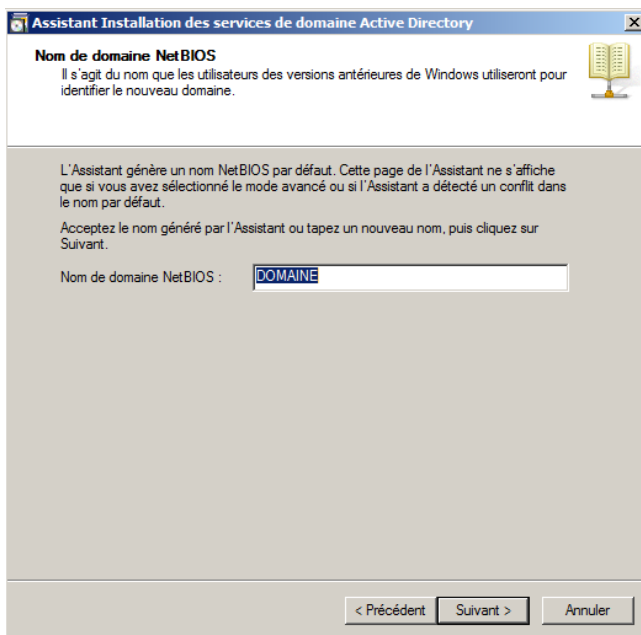 Assistant Installation des services de domaine Active Directory
Nom de domaine NetBIOS
Il s'agit du nom que les utilisateurs des versions antérieures de Windows utiliseront pour
identifier le nouveau domaine.
L'Assistant génère un nom NetBIOS par défaut. Cette page de l'Assistant ne s'affiche
que si vous avez sélectionné le mode avancé ou si l'Assistant a détecté un conflit dans
le nom par défaut.
Acceptez le nom généré par l'Assistant ou tapez un nouveau nom, puis cliquez sur
Suivant.
Nom de domaine NetBIOS : DOMAINE
< Précédent Suivant > Annuler